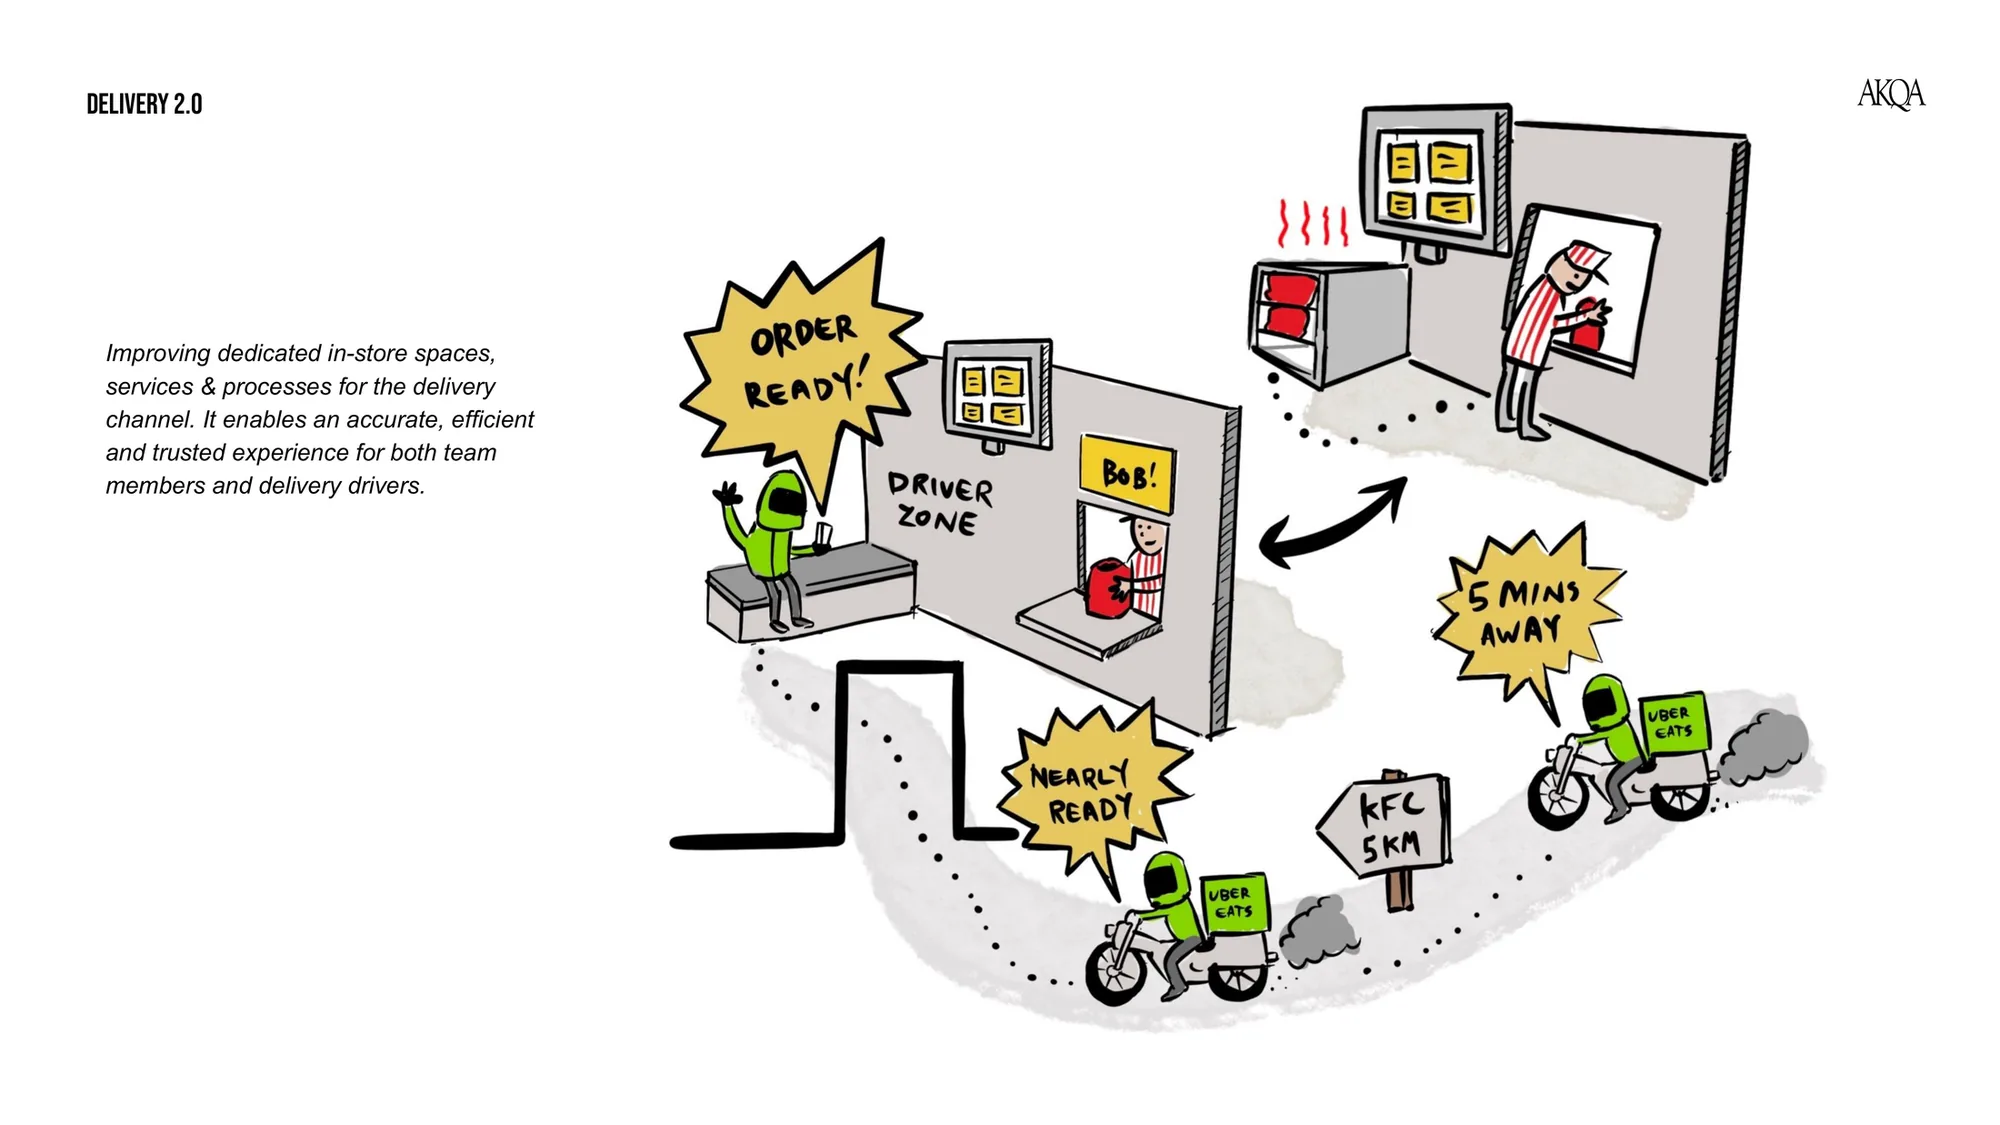 DELIVERY 2.0
AKQA
Improving dedicated in-store spaces,
services & processes for the delivery
channel. It enables an accurate, efficient
and trusted experience for both team
members and delivery drivers.
ORDER
READY!
DRIVER
ZONE
BOB!
5 MINS
AWAY
UBER
EATS
NEARLY
READY
KFC
5KM
UBER
EATS